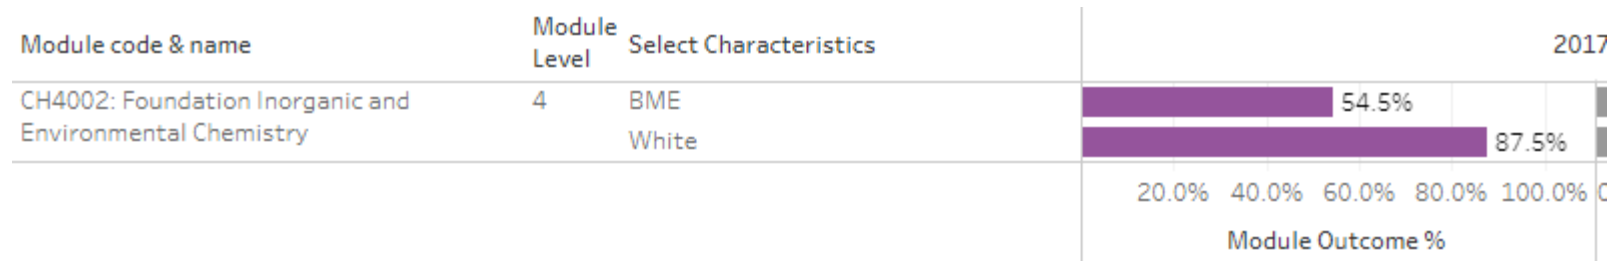 Module code & name
Module
Level
Select Characteristics
2017
CH4002: Foundation Inorganic and
Environmental Chemistry
4
BME
54.5%
White
87.5%
20.0% 40.0% 60.0% 80.0% 100.0%
Module Outcome %